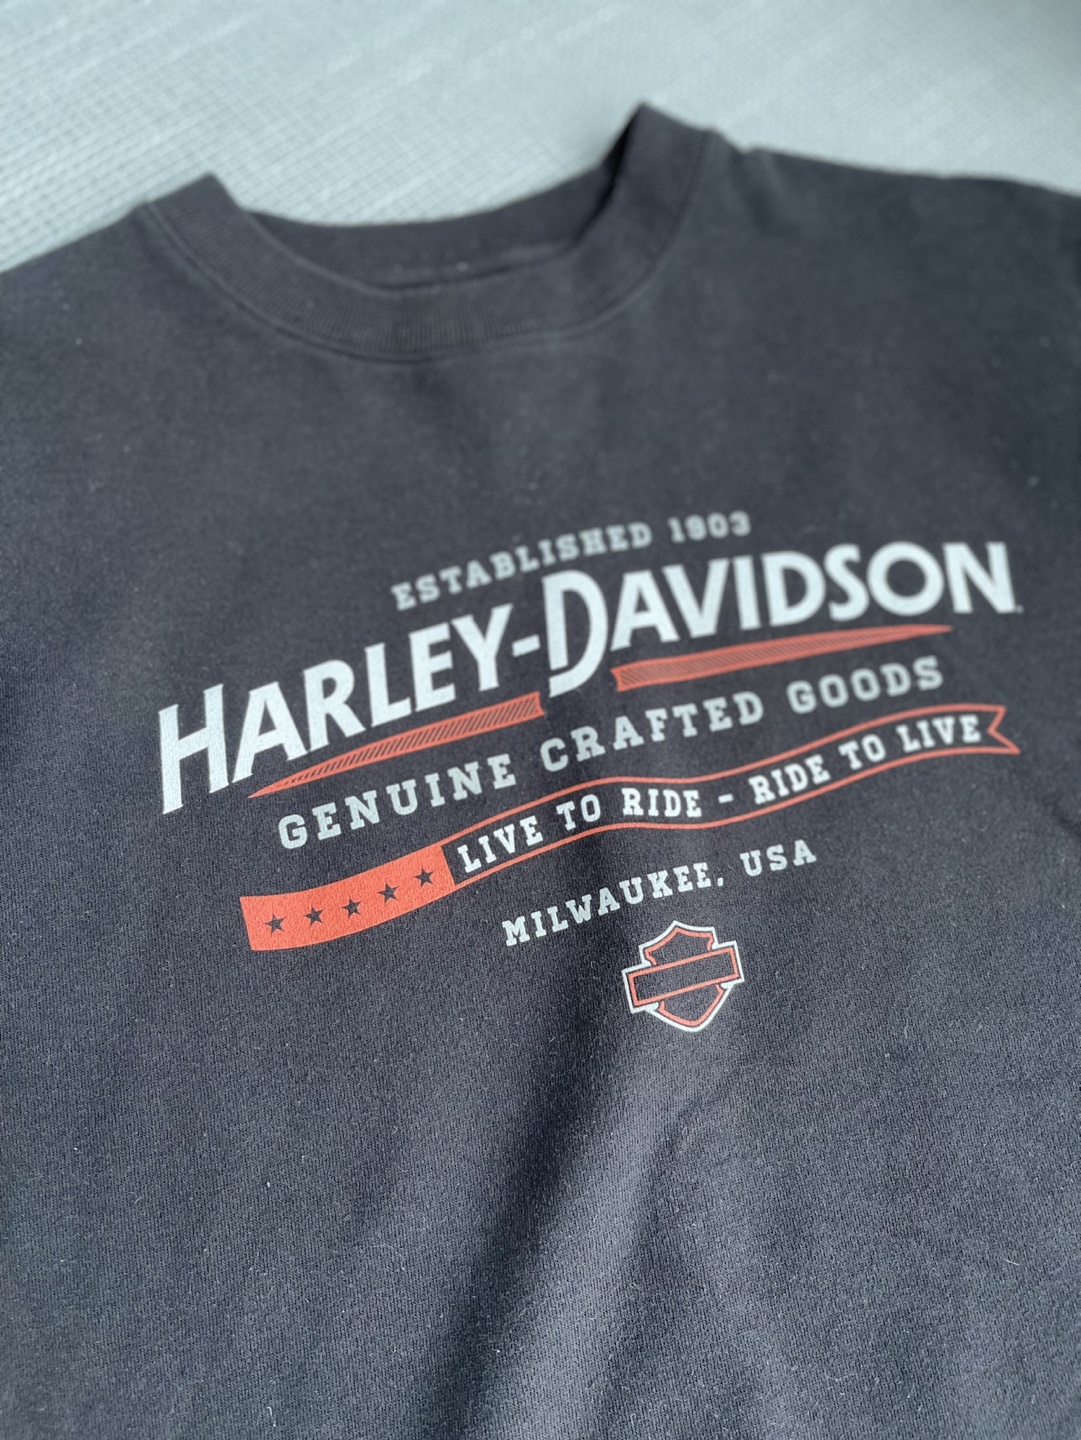 ESTABLISHED 1903
HARLEY-DAVIDSON
GENUINE CRAFTED GOODS
LIVE TO RIDE - RIDE TO LIVE
MILWAUKEE, USA